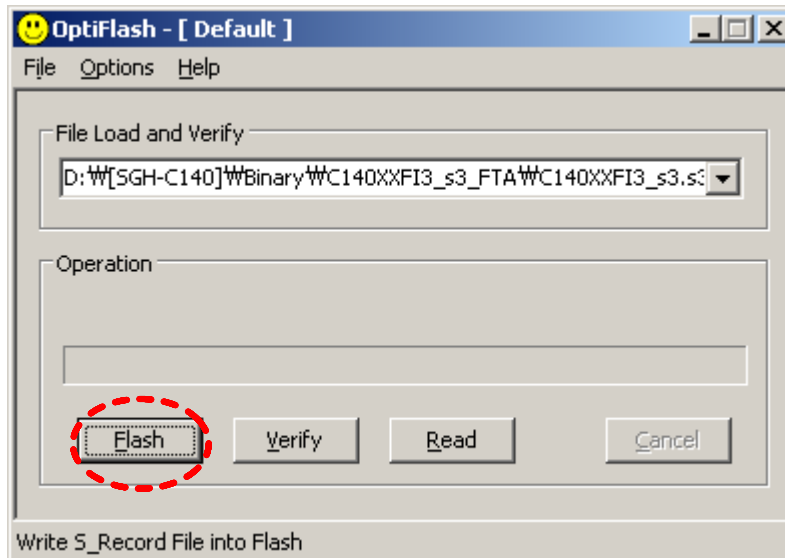 OptiFlash - [ Default ]
File Options Help
File Load and Verify
D:₩[SGH-C140]₩Binary₩C140XXFI3_s3_FTA₩C140XXFI3_s3.s3
Operation
Flash Verify Read Cancel
Write S_Record File into Flash